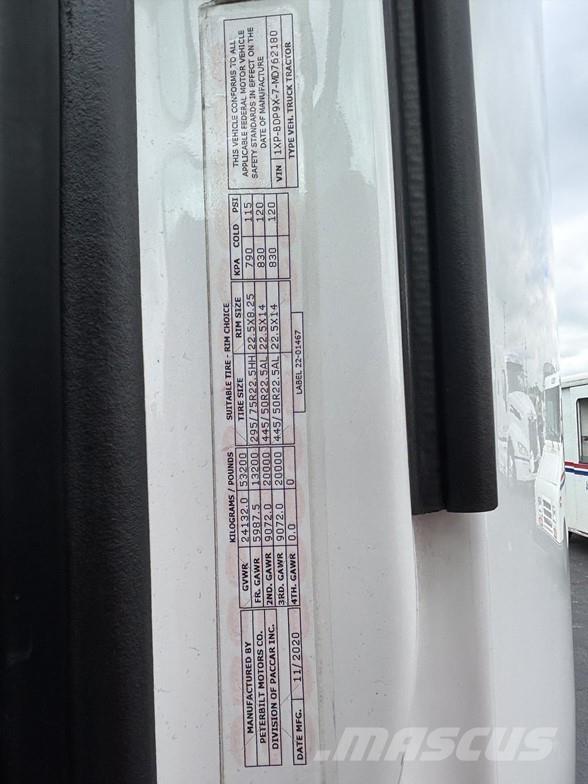 MANUFACTURED BY
PETERBILT MOTORS CO.
DIVISION OF PACCAR INC.
DATE MFG. 11/2020
KILOGRAMS / POUNDS
GVWR 24132.0 53200
FR. GAWR 5987.5 13200
2ND. GAWR 9072.0 20000
3RD. GAWR 9072.0 20000
4TH. GAWR 0.0 0
SUITABLE TIRE - RIM CHOICE
TIRE SIZE RIM SIZE KPA COLD PSI
295/75R22.5HH 22.5X8.25 790 115
445/50R22.5AL 22.5X14 830 120
445/50R22.5AL 22.5X14 830 120
LABEL 22-01467
THIS VEHICLE CONFORMS TO ALL
APPLICABLE FEDERAL MOTOR VEHICLE
SAFETY STANDARDS IN EFFECT ON THE
DATE OF MANUFACTURE
VIN 1XP-BDP9X-7-MD762180
TYPE VEH. TRUCK TRACTOR
MASCUS